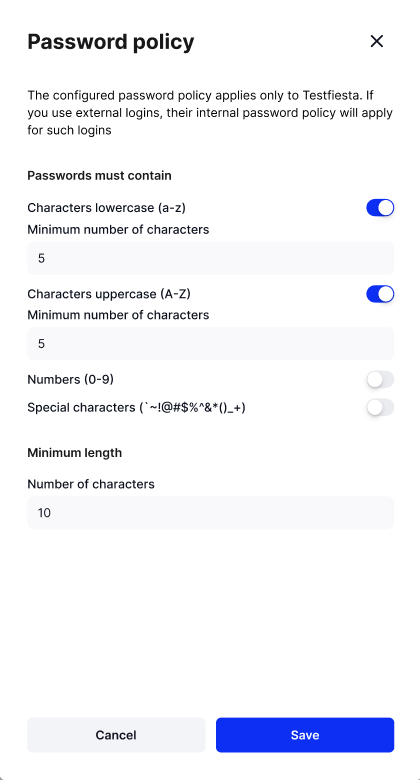 Password policy
The configured password policy applies only to Testfiesta. If
you use external logins, their internal password policy will apply
for such logins
Passwords must contain
Characters lowercase (a-z)
Minimum number of characters
5
Characters uppercase (A-Z)
Minimum number of characters
5
Numbers (0-9)
Special characters (`~!@#$%^&*()_+)
Minimum length
Number of characters
10
Cancel
Save